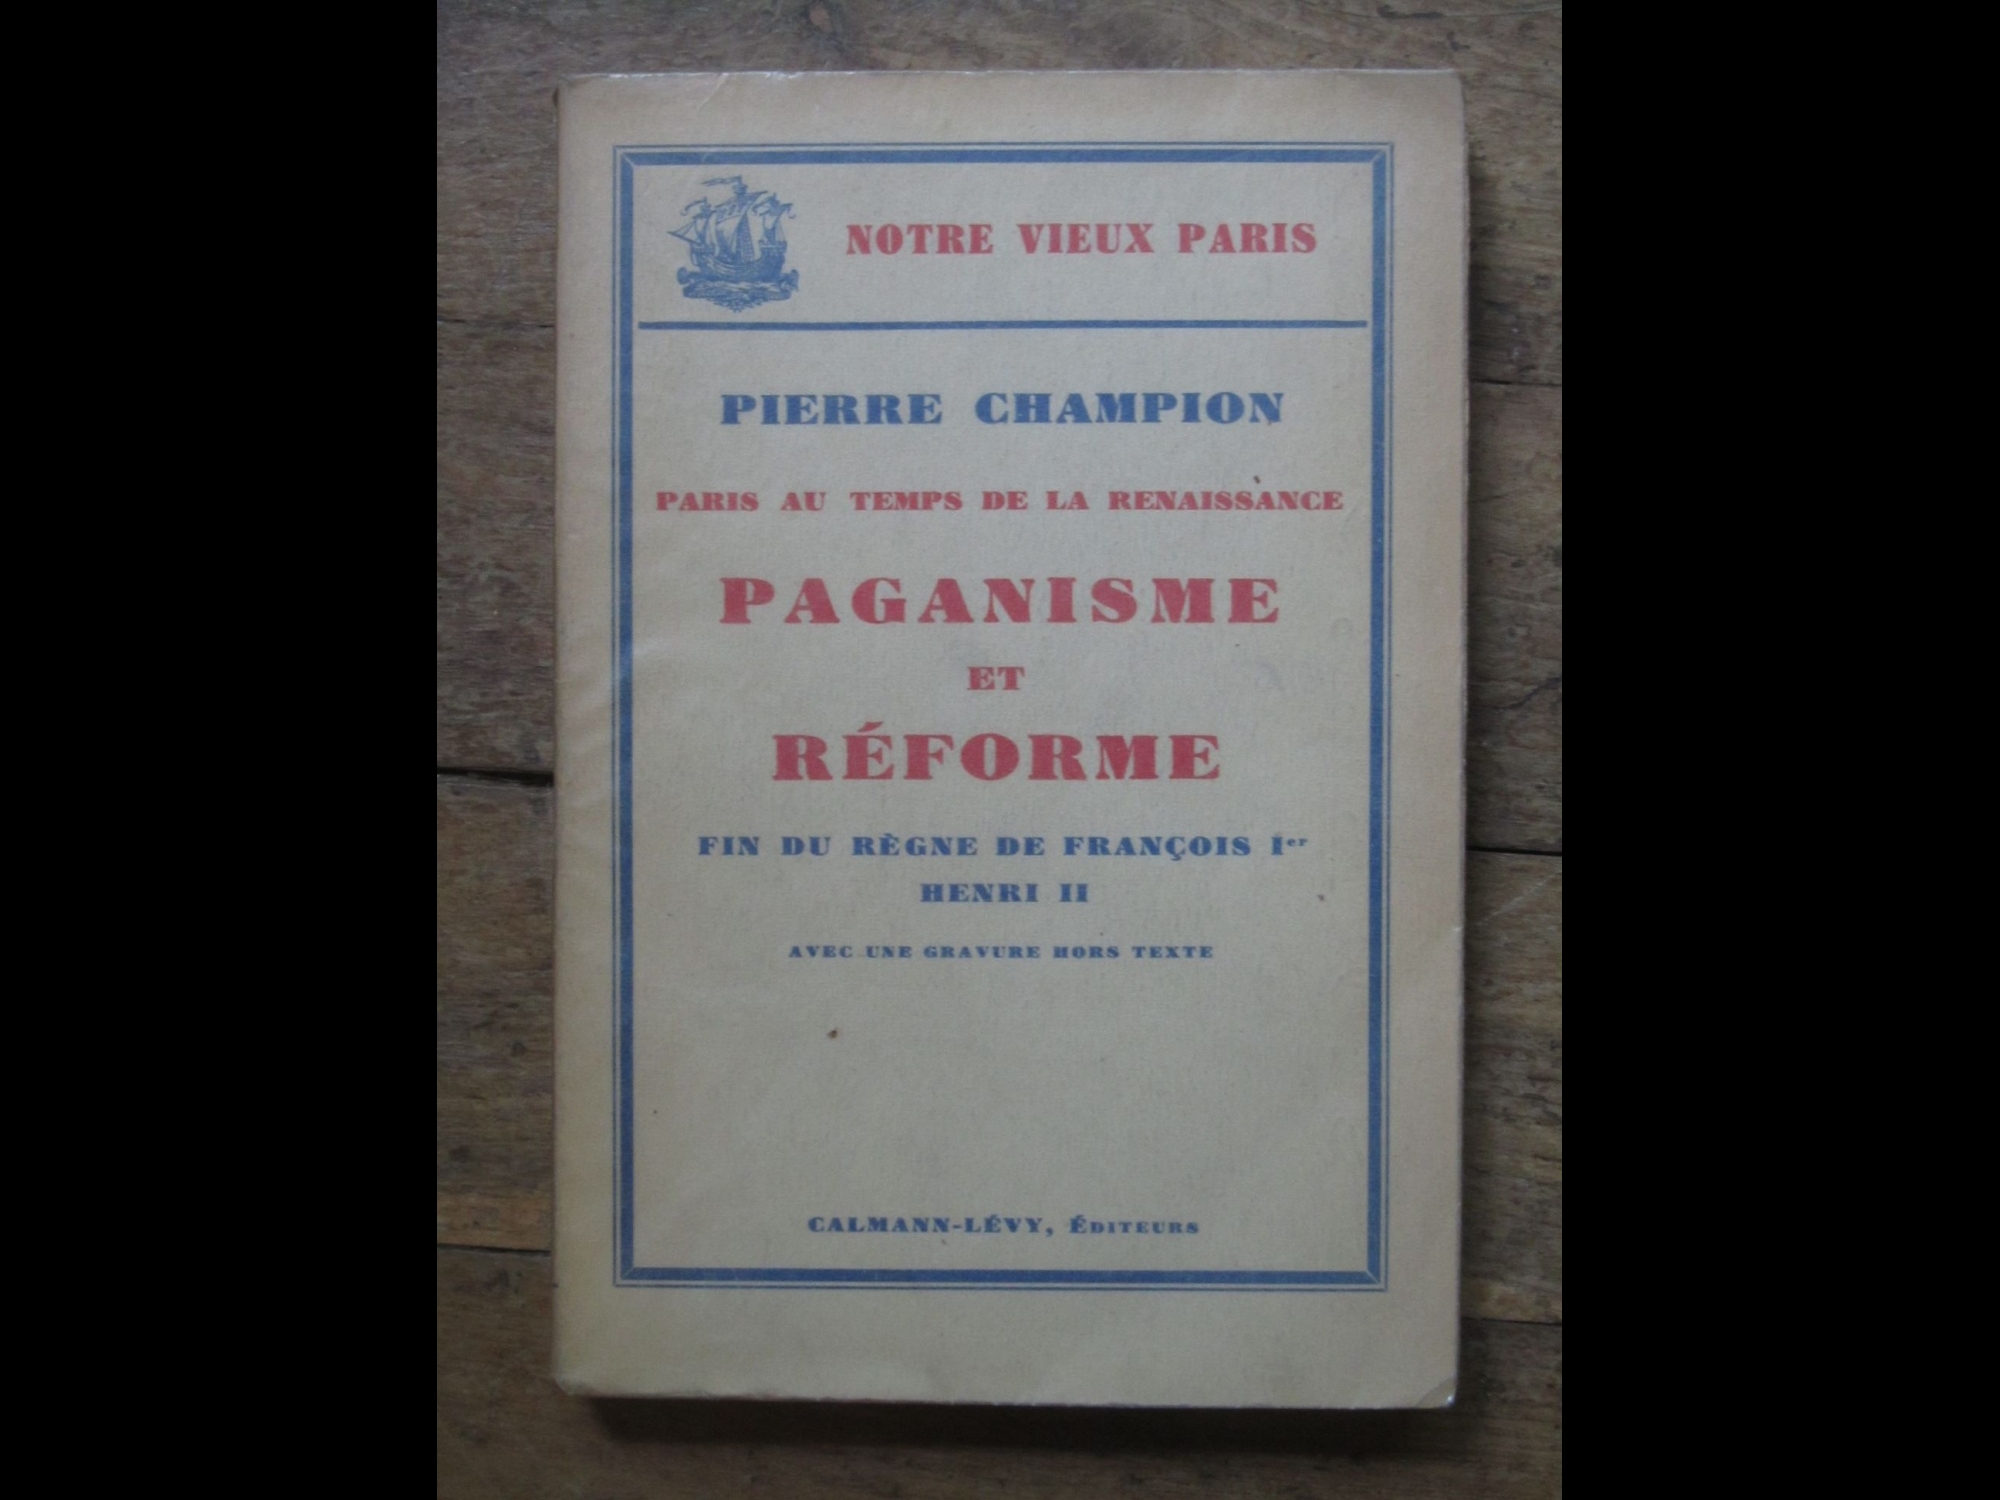 NOTRE VIEUX PARIS
PIERRE CHAMPION
PARIS AU TEMPS DE LA RENAISSANCE
PAGANISME
ET
RÉFORME
FIN DU RÈGNE DE FRANÇOIS Ier
HENRI II
AVEC UNE GRAVURE HORS TEXTE
CALMANN-LÉVY, ÉDITEURS